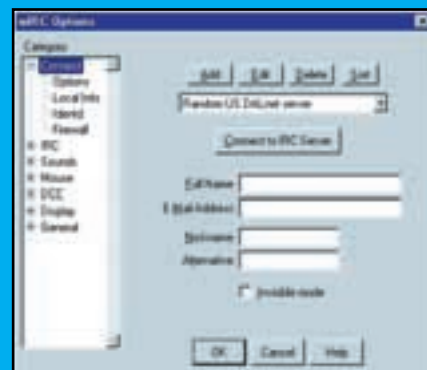 mIRC Options
Category:
Connect
Options
Local Info
Identd
Firewall
IRC
Sounds
Mouse
DCC
Display
General
Add Edit Delete Sort
Random US DALnet server
Connect to IRC Server
Full Name
E-Mail Address
Nickname
Alternative
Invisible mode
OK Cancel Help